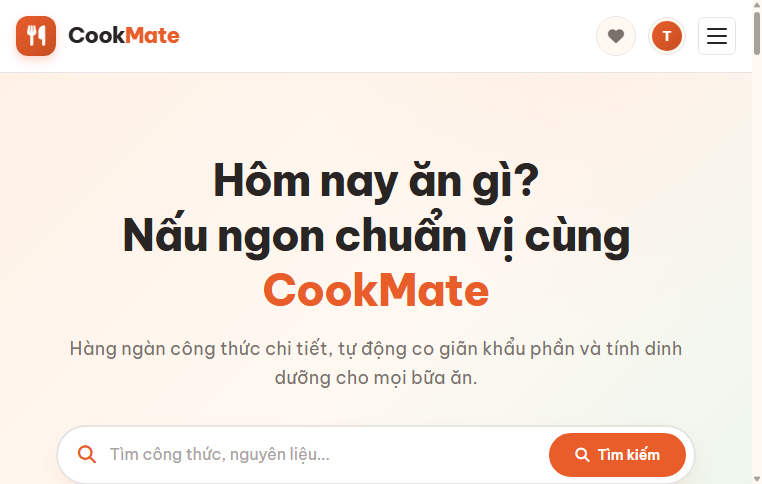 CookMate
T
Hôm nay ăn gì?
Nấu ngon chuẩn vị cùng
CookMate
Hàng ngàn công thức chi tiết, tự động co giãn khẩu phần và tính dinh
dưỡng cho mọi bữa ăn.
Tìm công thức, nguyên liệu...
Tìm kiếm